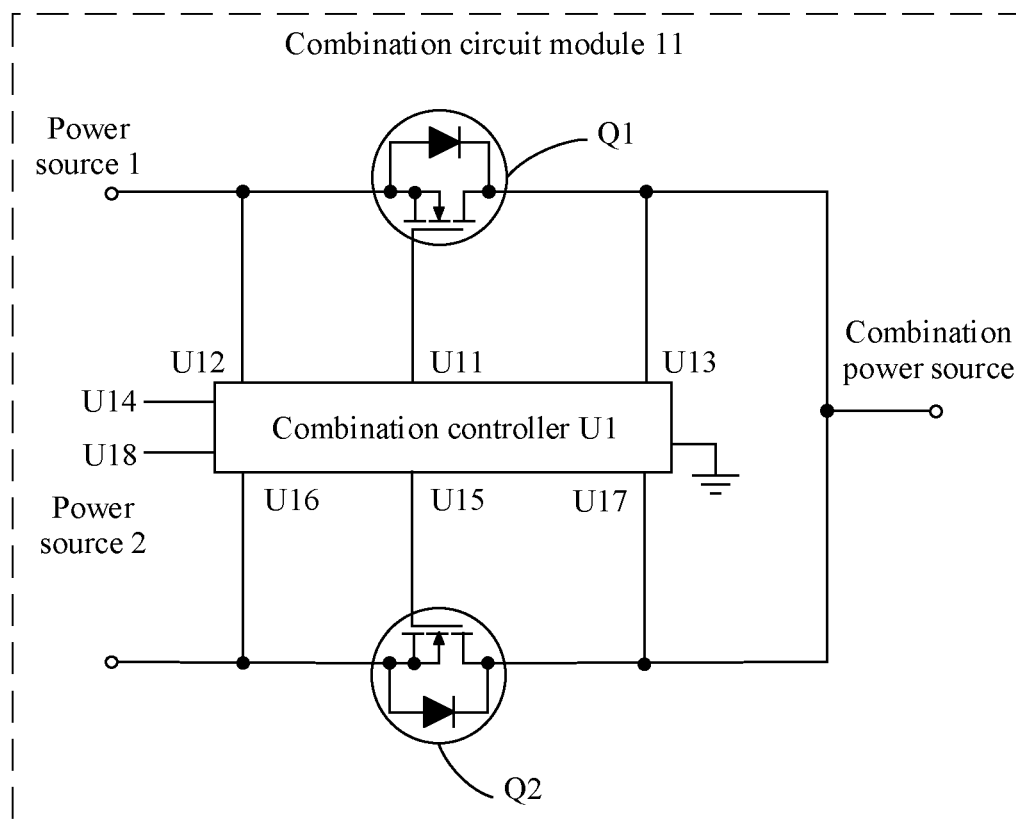 Combination circuit module 11
Power
source 1
Q1
U12
U11
U13
Combination
power source
U14
Combination controller U1
U18
U16
U15
U17
Power
source 2
Q2